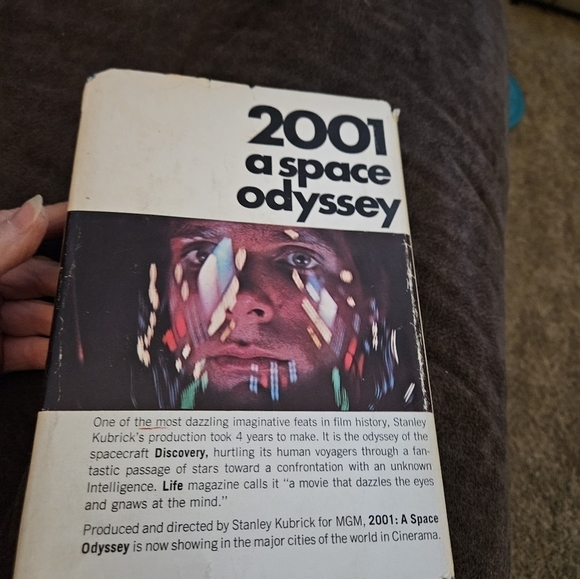 2001
a space
odyssey
One of the most dazzling imaginative feats in film history, Stanley
Kubrick's production took 4 years to make. It is the odyssey of the
spacecraft Discovery, hurtling its human voyagers through a fan-
tastic passage of stars toward a confrontation with an unknown
Intelligence. Life magazine calls it "a movie that dazzles the eyes
and gnaws at the mind."
Produced and directed by Stanley Kubrick for MGM, 2001: A Space
Odyssey is now showing in the major cities of the world in Cinerama.